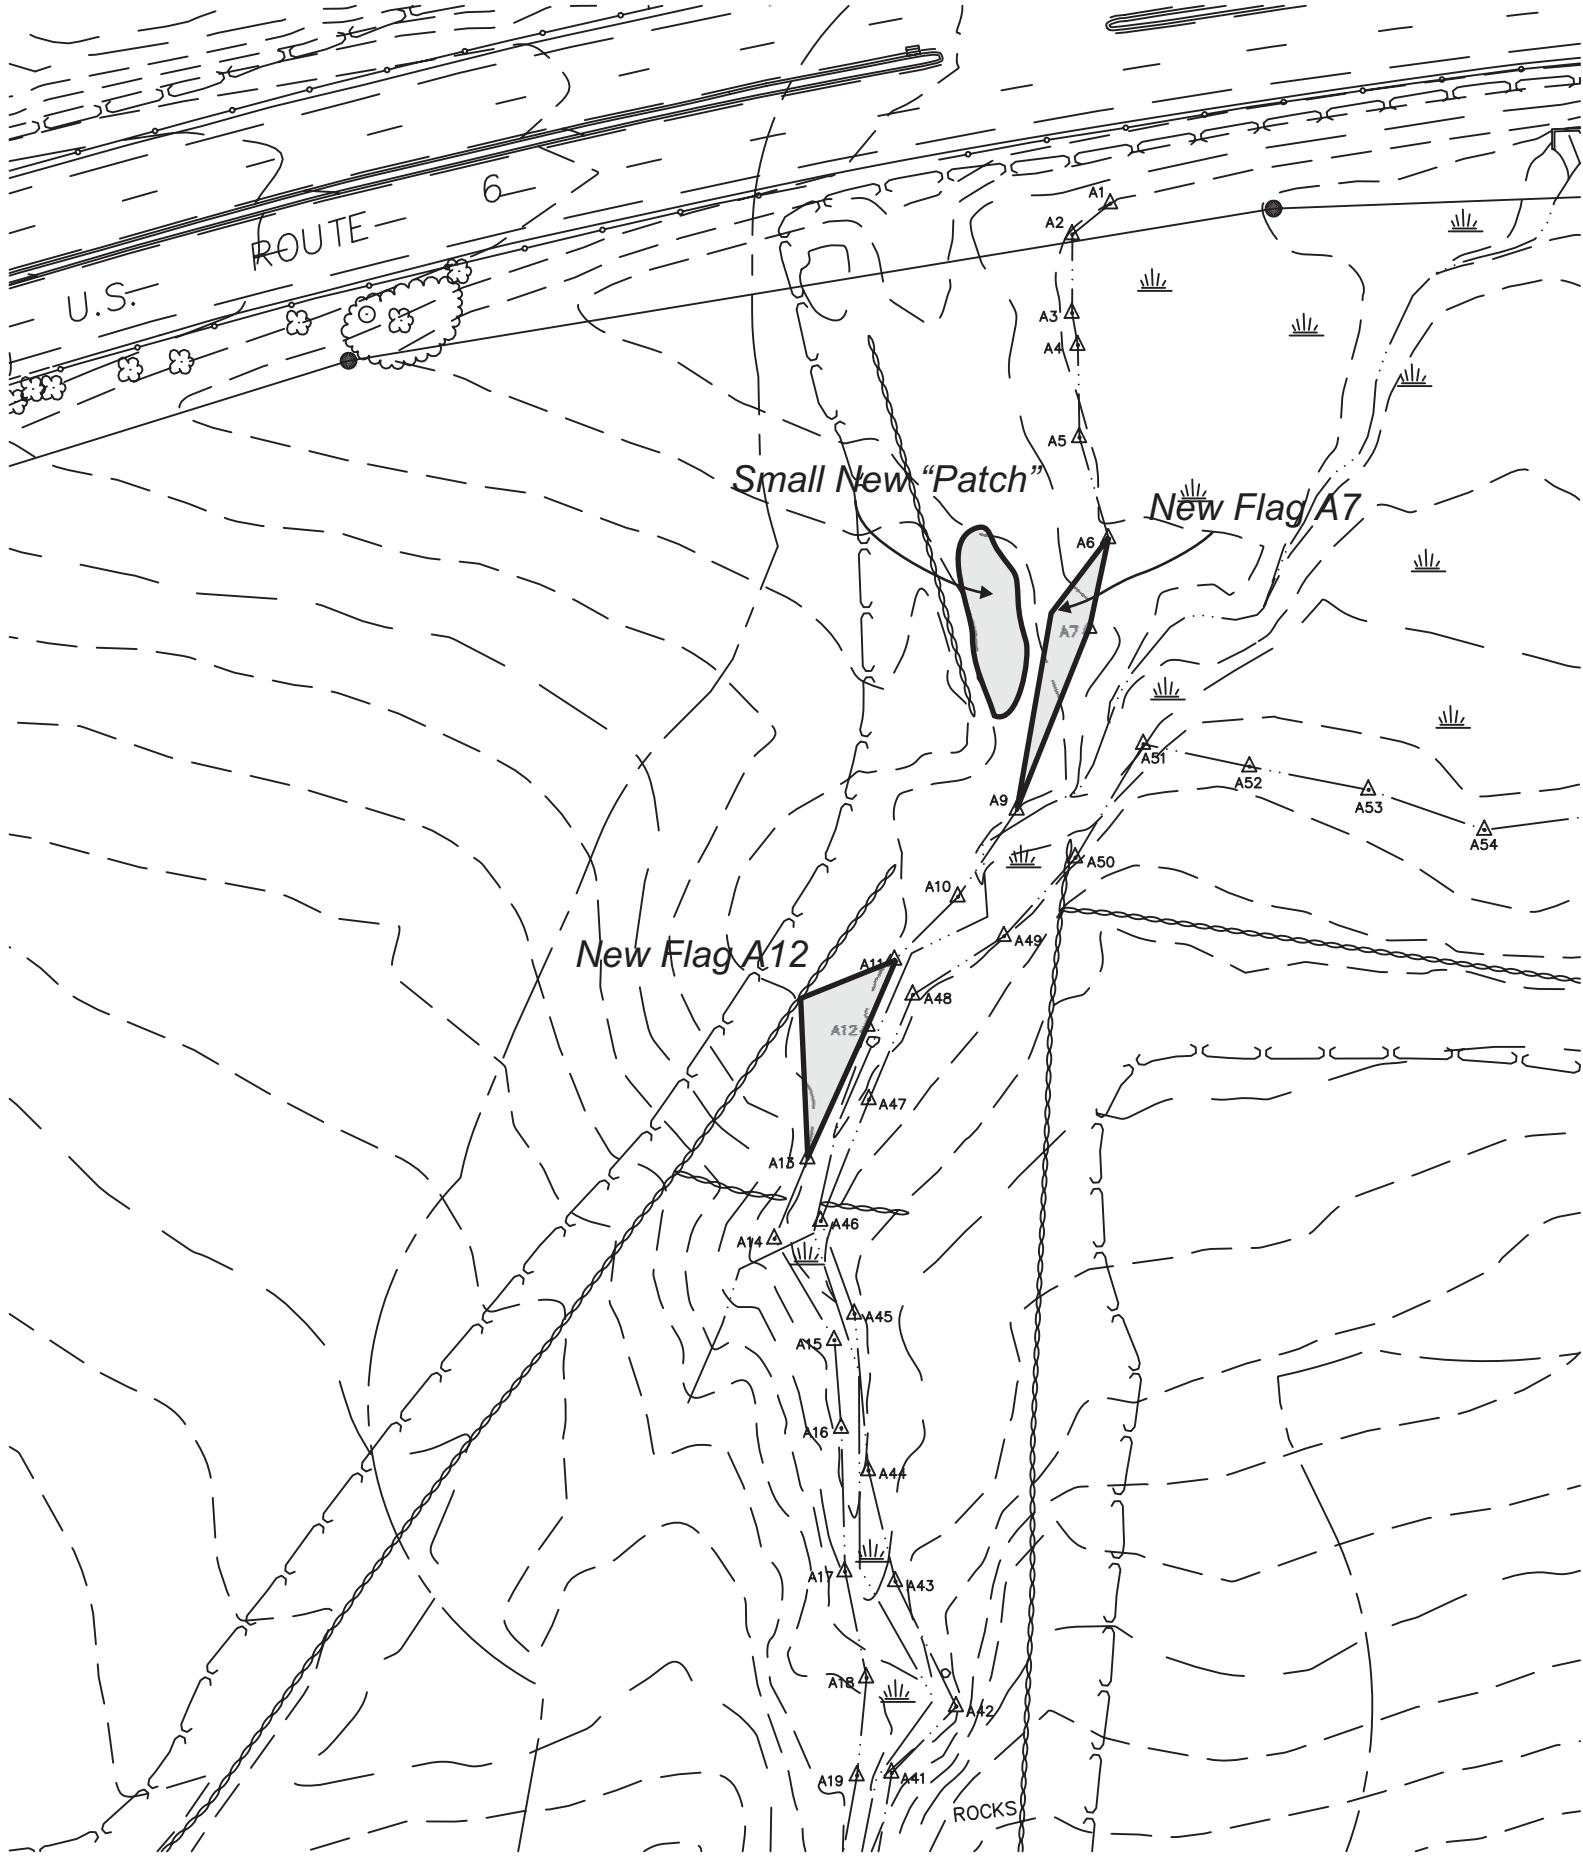 6
ROUTE
U.S.
A1
A2
A3
A4
Small New “Patch”
A5
New Flag A7
A6
A7
A51
A52
A53
A9
A54
A50
A10
A49
New Flag A12
A11
A48
A12
A47
A13
A46
A14
A45
A15
A16
A44
A17
A43
A18
A42
A19
A41
ROCKS